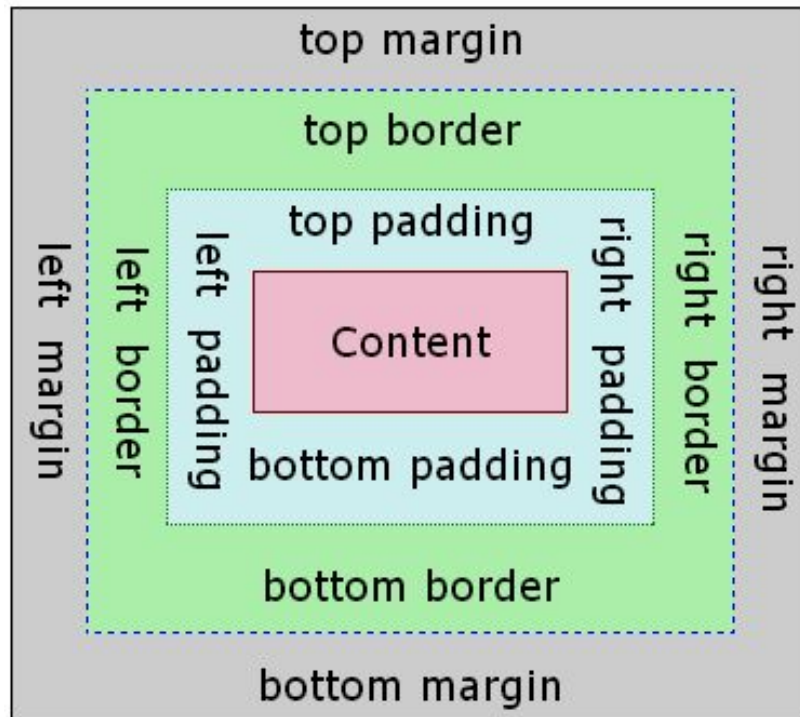 top margin
top border
top padding
left margin
left border
left padding
Content
right padding
right border
right margin
bottom padding
bottom border
bottom margin